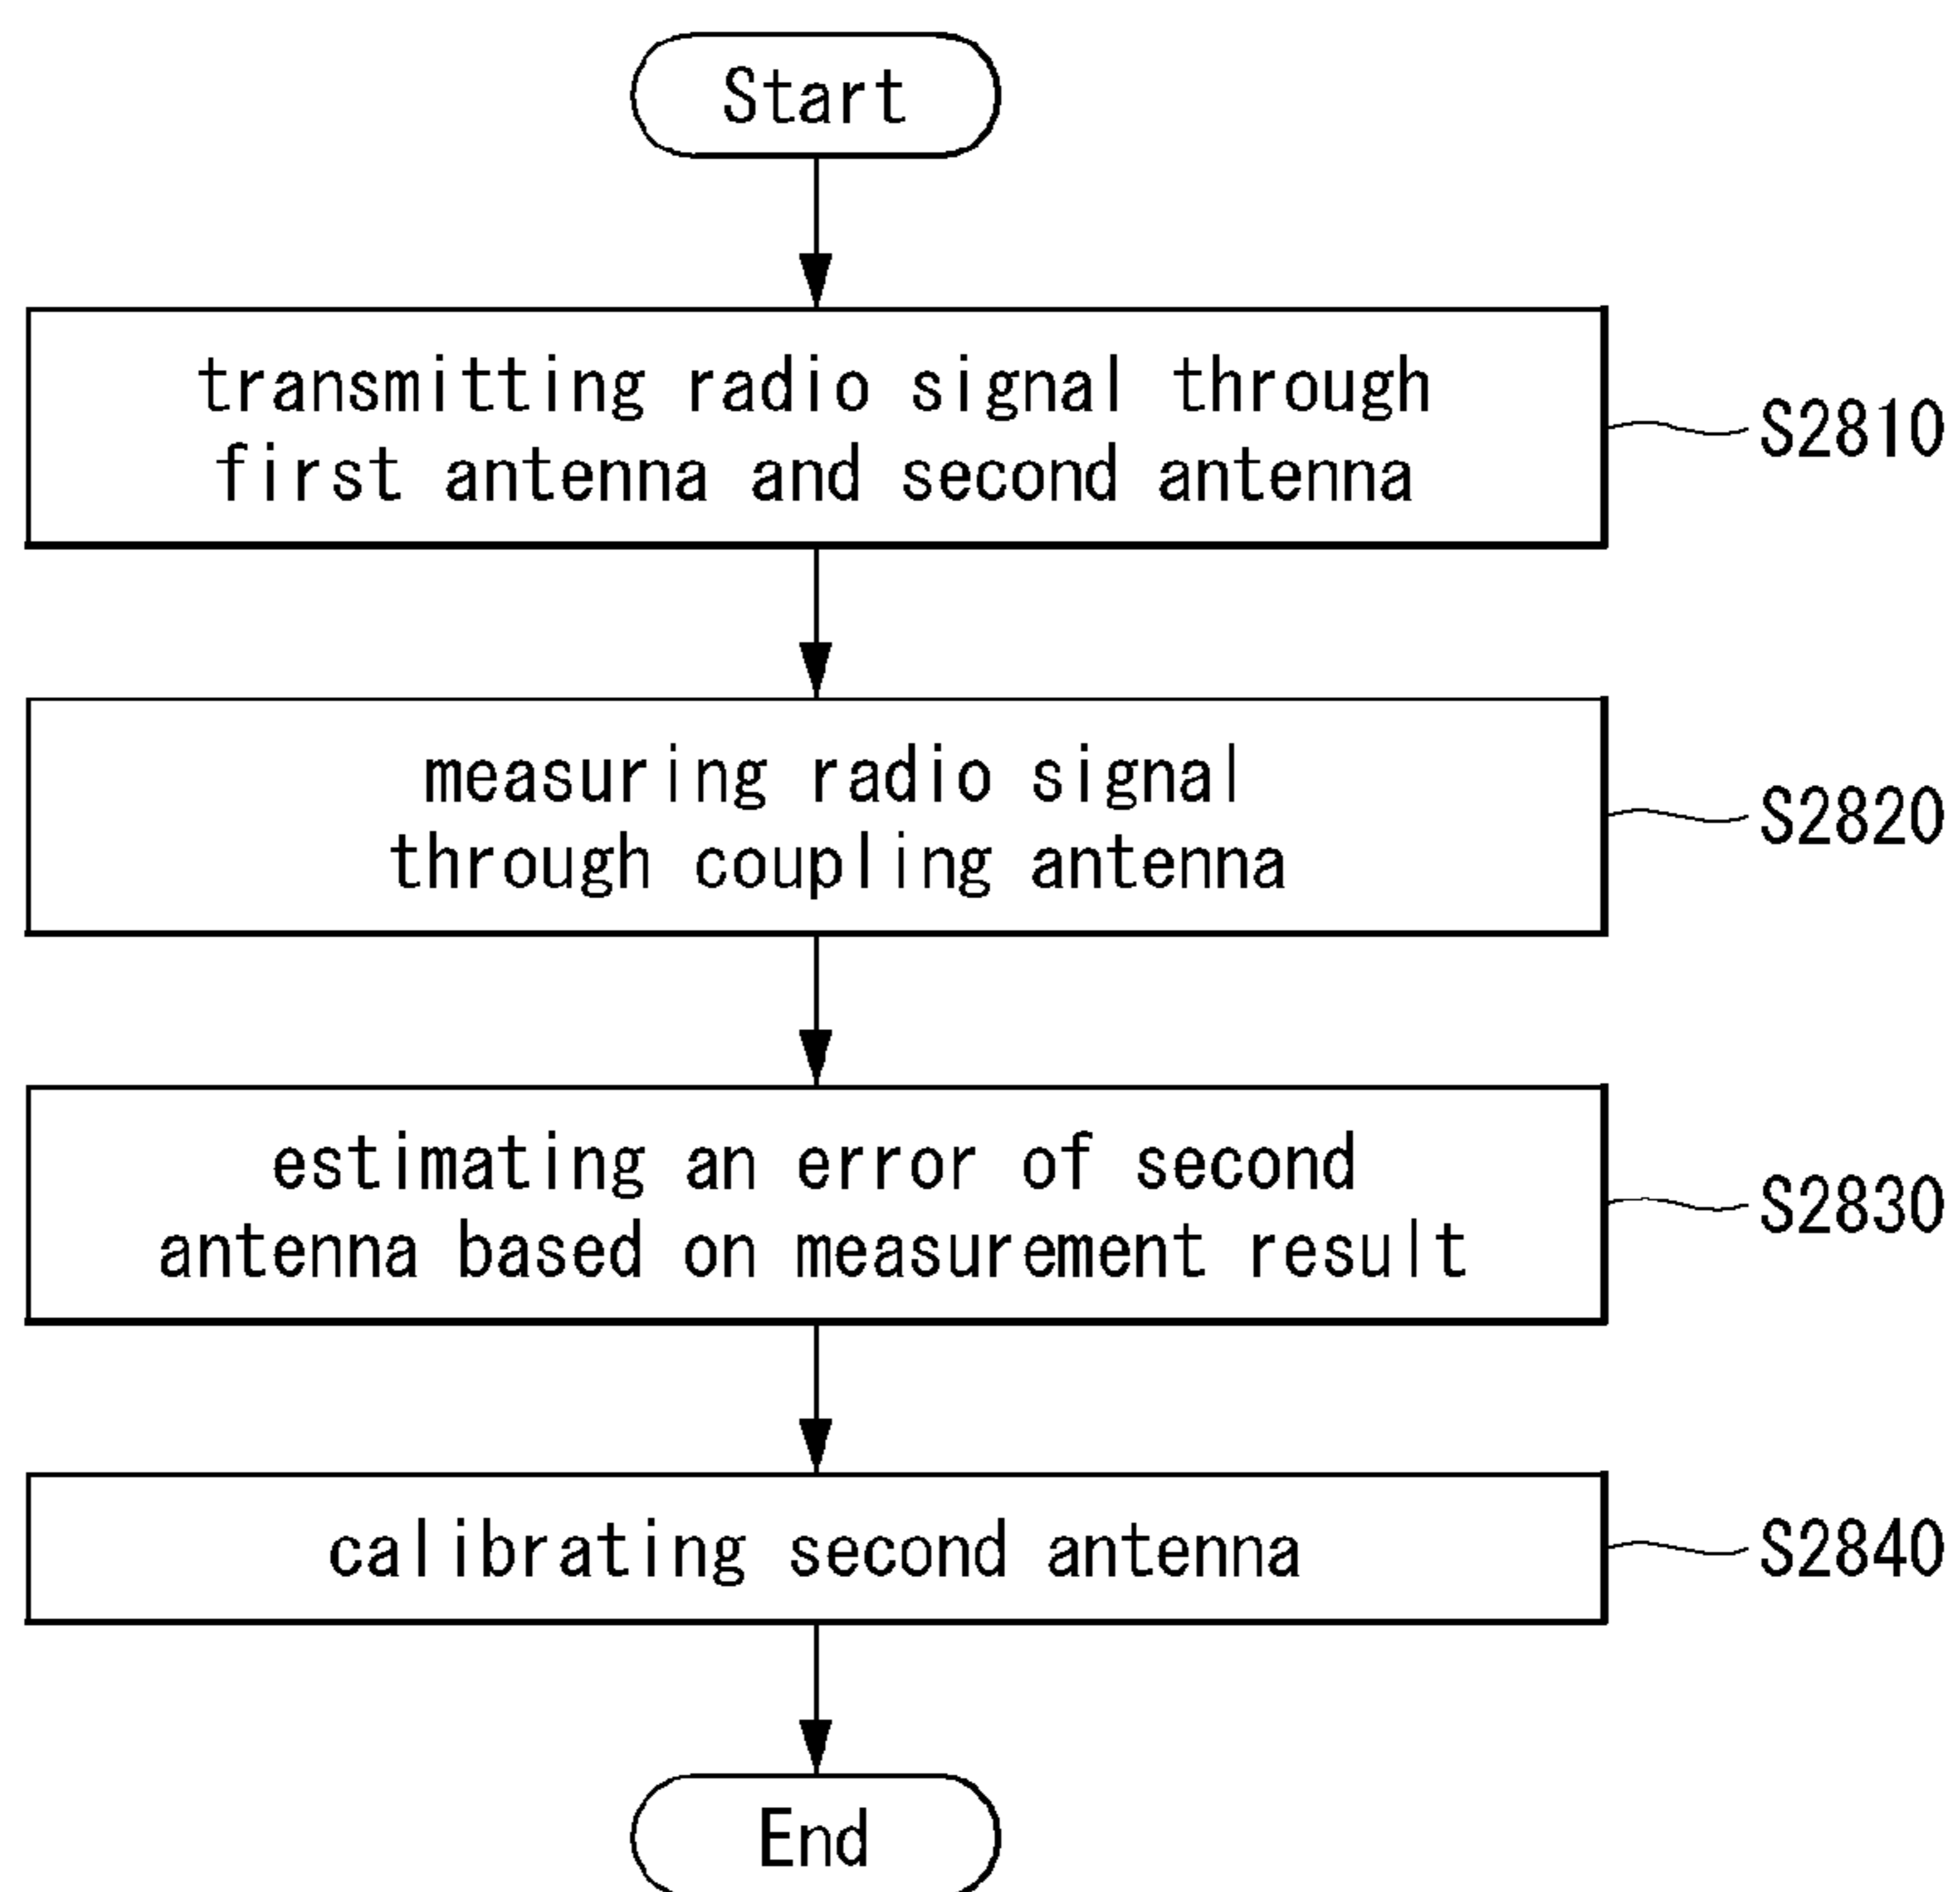 Start
transmitting radio signal through
first antenna and second antenna
S2810
measuring radio signal
through coupling antenna
S2820
estimating an error of second
antenna based on measurement result
S2830
calibrating second antenna
S2840
End